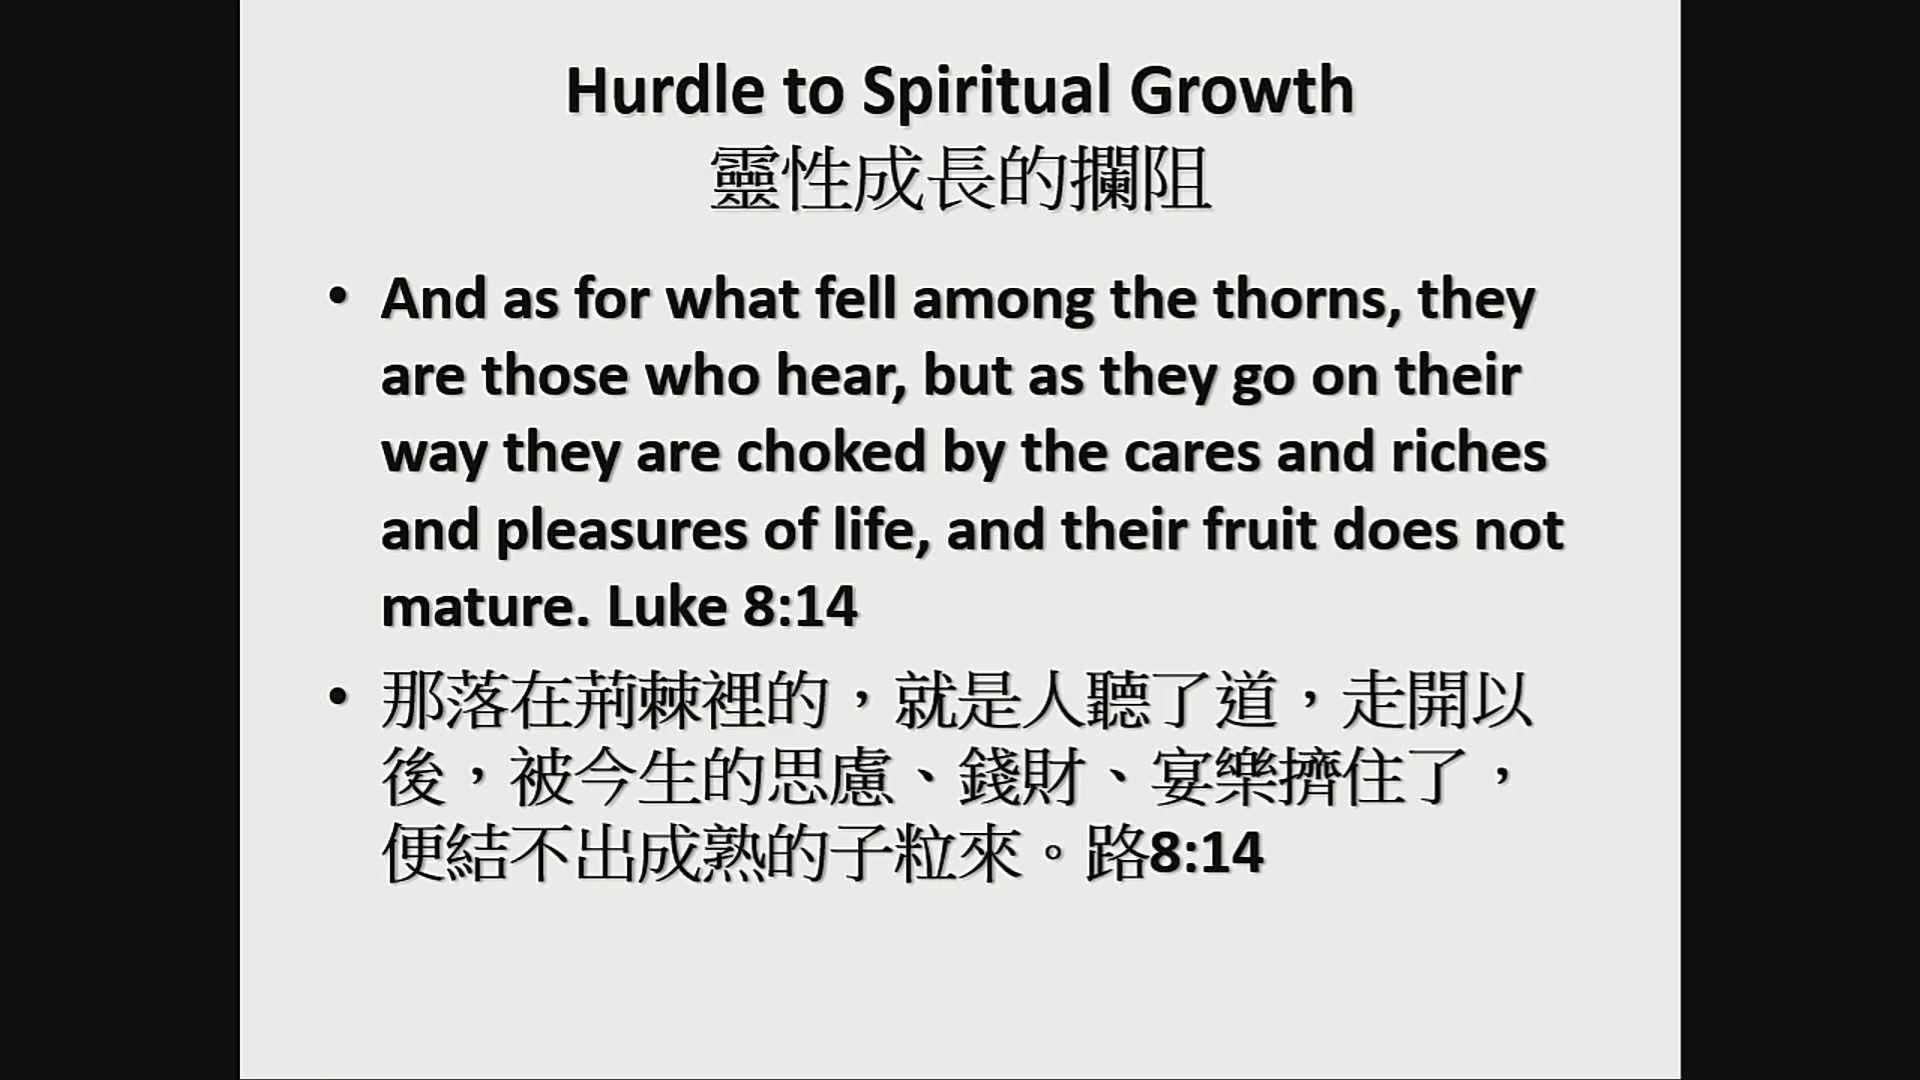 Hurdle to Spiritual Growth
靈性成長的攔阻
• And as for what fell among the thorns, they
are those who hear, but as they go on their
way they are choked by the cares and riches
and pleasures of life, and their fruit does not
mature. Luke 8:14
• 那落在荊棘裡的，就是人聽了道，走開以
後，被今生的思慮、錢財、宴樂擠住了，
便結不出成熟的子粒來。路8:14